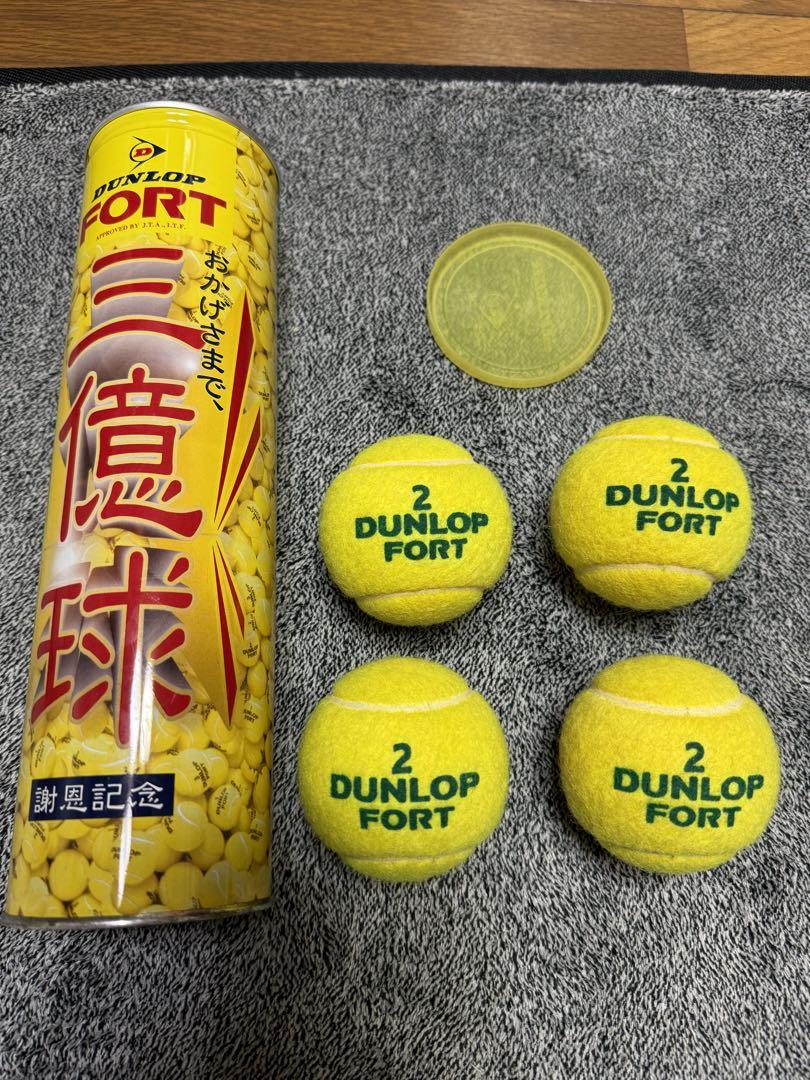 D
DUNLOP
FORT
APPROVED BY J.T.A., I.T.F.
おかげさまで、
三億球
謝恩記念
2
DUNLOP
FORT
2
DUNLOP
FORT
2
DUNLOP
FORT
2
DUNLOP
FORT